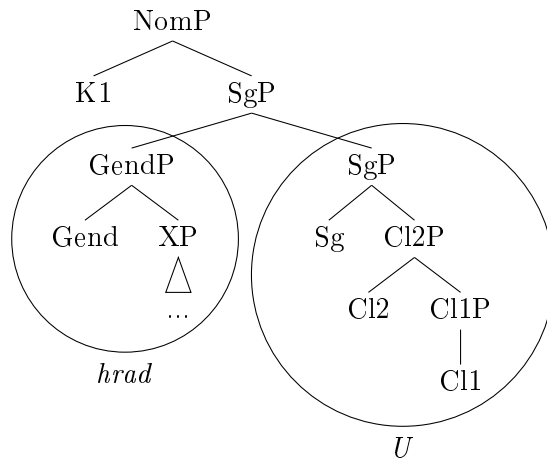 NomP
K1 SgP
GendP SgP
Gend XP Sg Cl2P
... Cl2 Cl1P
hrad Cl1
U